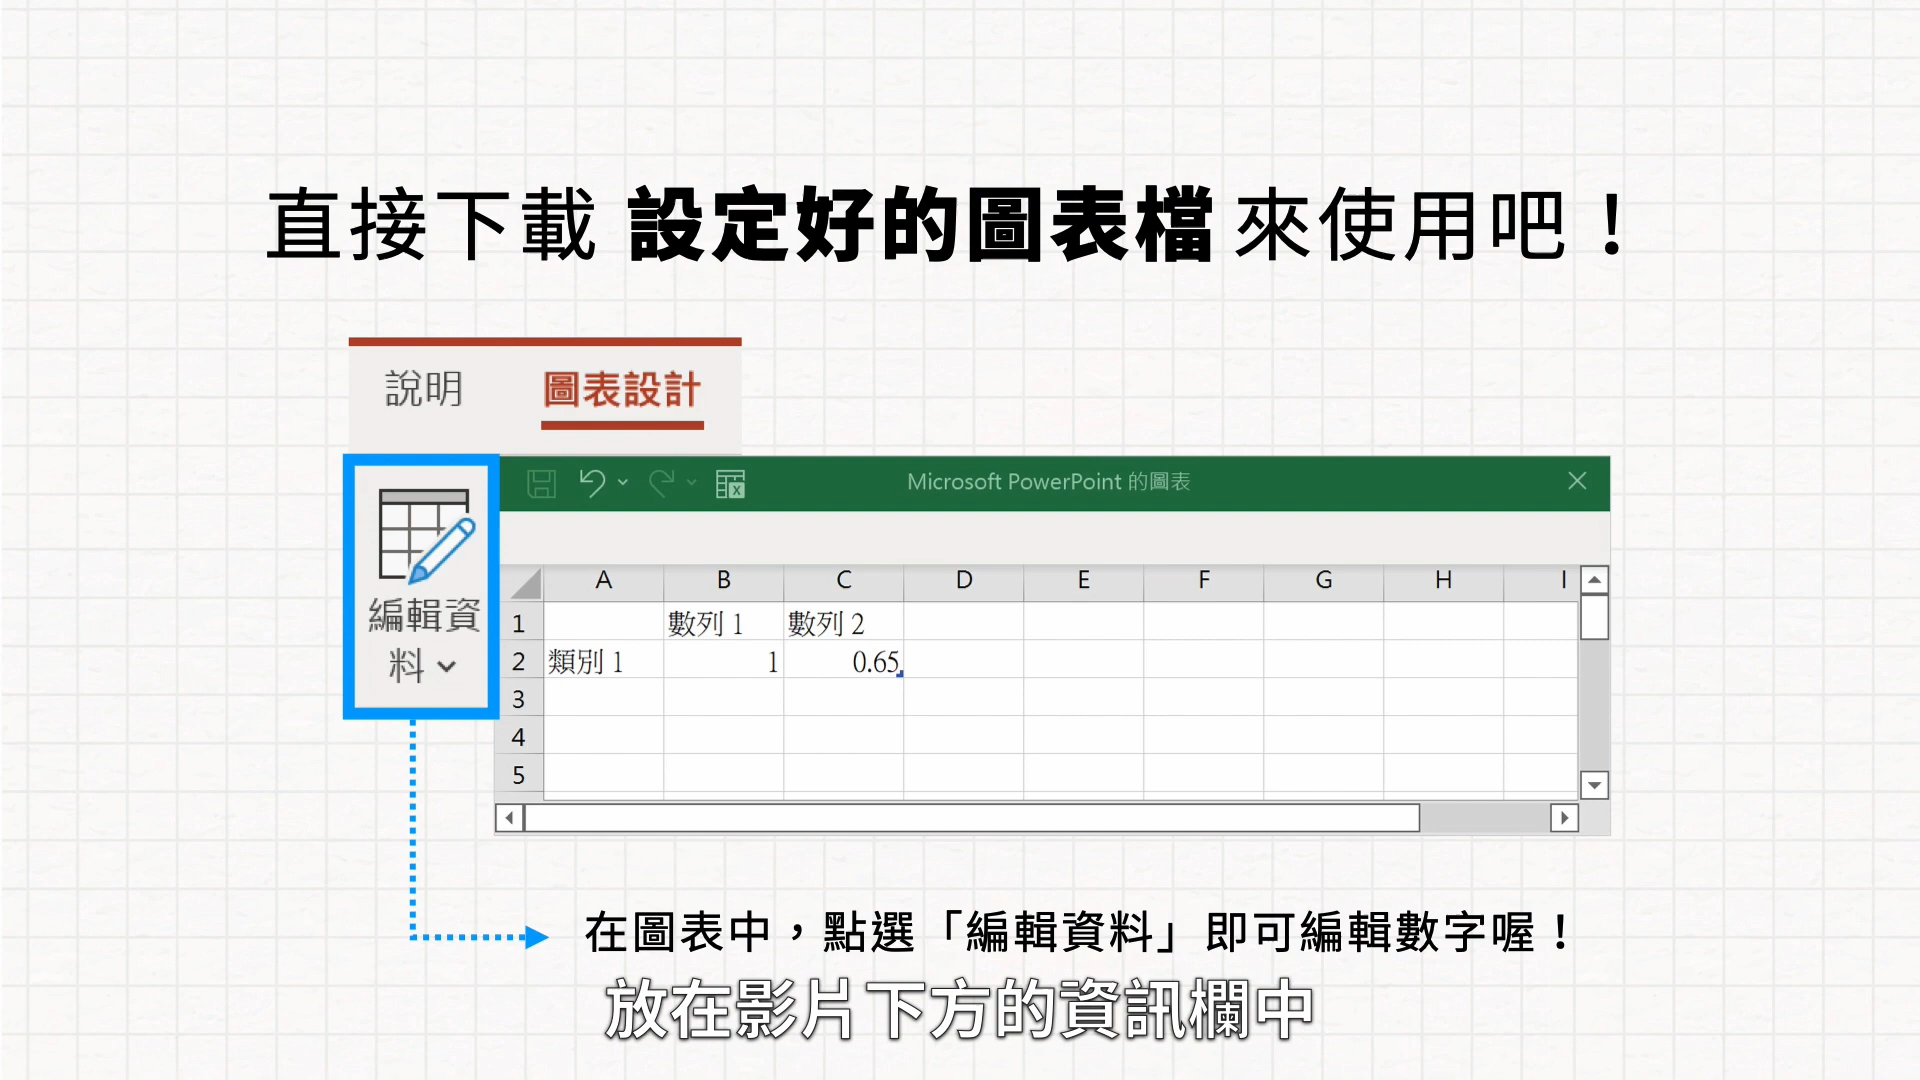 直接下載 設定好的圖表檔 來使用吧！
說明 圖表設計
Microsoft PowerPoint 的圖表
編輯資
料
A B C D E F G H I
1 數列 1 數列 2
2 類別 1 1 0.65
3
4
5
在圖表中，點選「編輯資料」即可編輯數字喔！
放在影片下方的資訊欄中